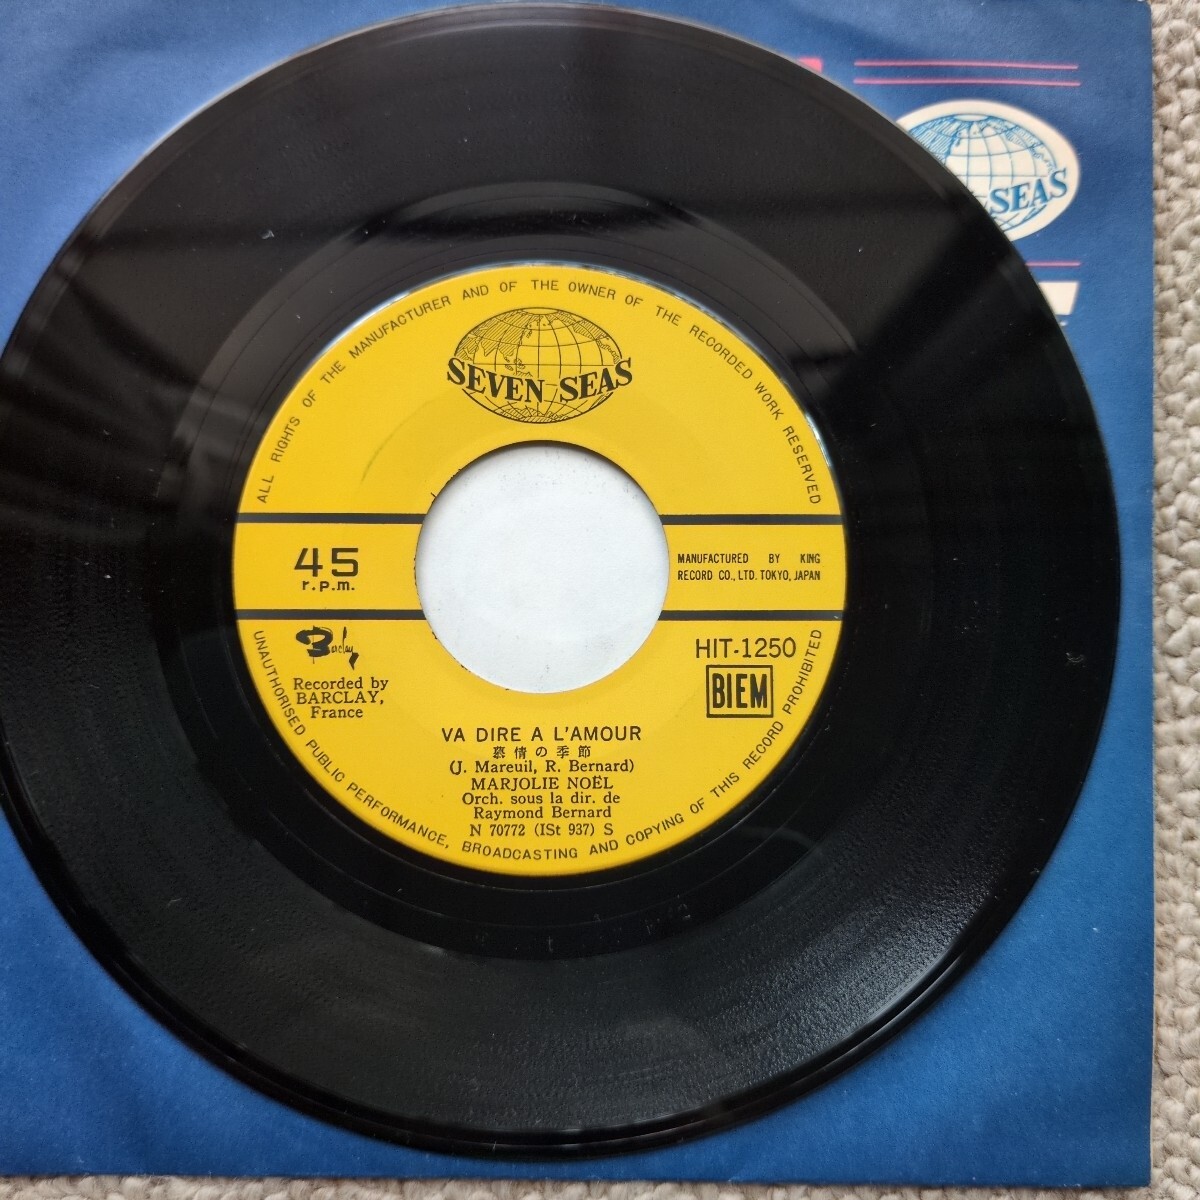 SEAS
ALL RIGHTS OF THE MANUFACTURER AND OF THE OWNER OF THE RECORDED WORK RESERVED
SEVEN SEAS
45
r.p.m.
MANUFACTURED BY KING
RECORD CO., LTD. TOKYO, JAPAN
Barclay
Recorded by
BARCLAY,
France
HIT-1250
BIEM
VA DIRE A L'AMOUR
慕情の季節
(J. Mareuil, R. Bernard)
MARJOLIE NOËL
Orch. sous la dir. de
Raymond Bernard
N 70772 (ISt 937) S
UNAUTHORISED PUBLIC PERFORMANCE, BROADCASTING AND COPYING OF THIS RECORD PROHIBITED